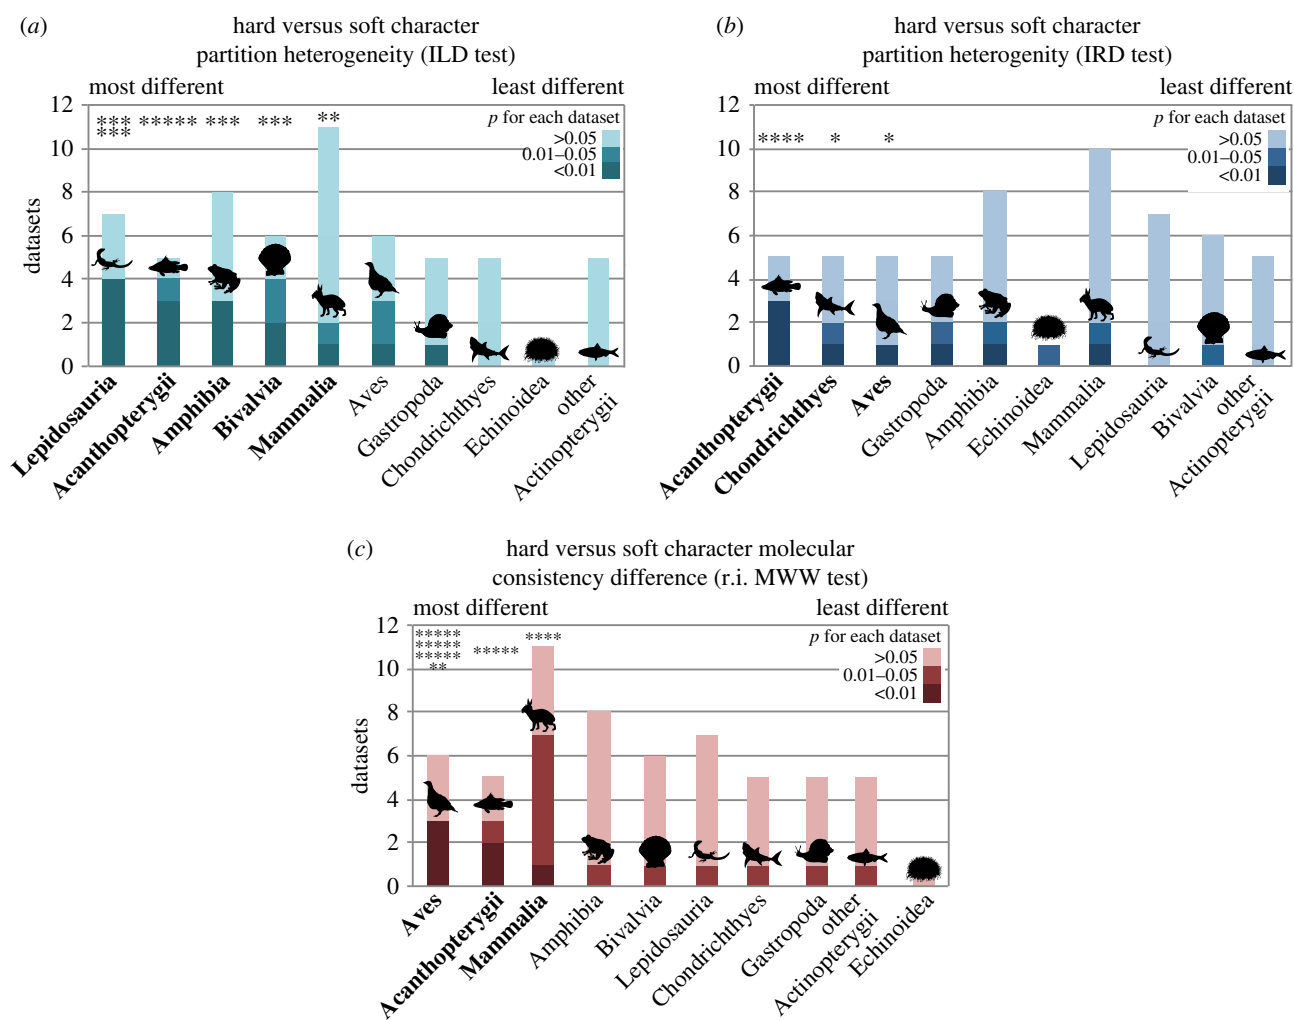 (a)
hard versus soft character
partition heterogeneity (ILD test)
most different
least different
p for each dataset
>0.05
0.01–0.05
<0.01
12
10
8
6
4
2
0
datasets
***
***
*****
***
***
**
Lepidosauria
Acanthopterygii
Amphibia
Bivalvia
Mammalia
Aves
Gastropoda
Chondrichthyes
Echinoidea
other
Actinopterygii
(b)
hard versus soft character
partition heterogenity (IRD test)
most different
least different
p for each dataset
>0.05
0.01–0.05
<0.01
12
10
8
6
4
2
0
****
*
*
Acanthopterygii
Chondrichthyes
Aves
Gastropoda
Amphibia
Echinoidea
Mammalia
Lepidosauria
Bivalvia
other
Actinopterygii
(c)
hard versus soft character molecular
consistency difference (r.i. MWW test)
most different
least different
p for each dataset
>0.05
0.01–0.05
<0.01
12
10
8
6
4
2
0
datasets
*****
*****
*****
**
*****
****
Aves
Acanthopterygii
Mammalia
Amphibia
Bivalvia
Lepidosauria
Chondrichthyes
Gastropoda
other
Actinopterygii
Echinoidea